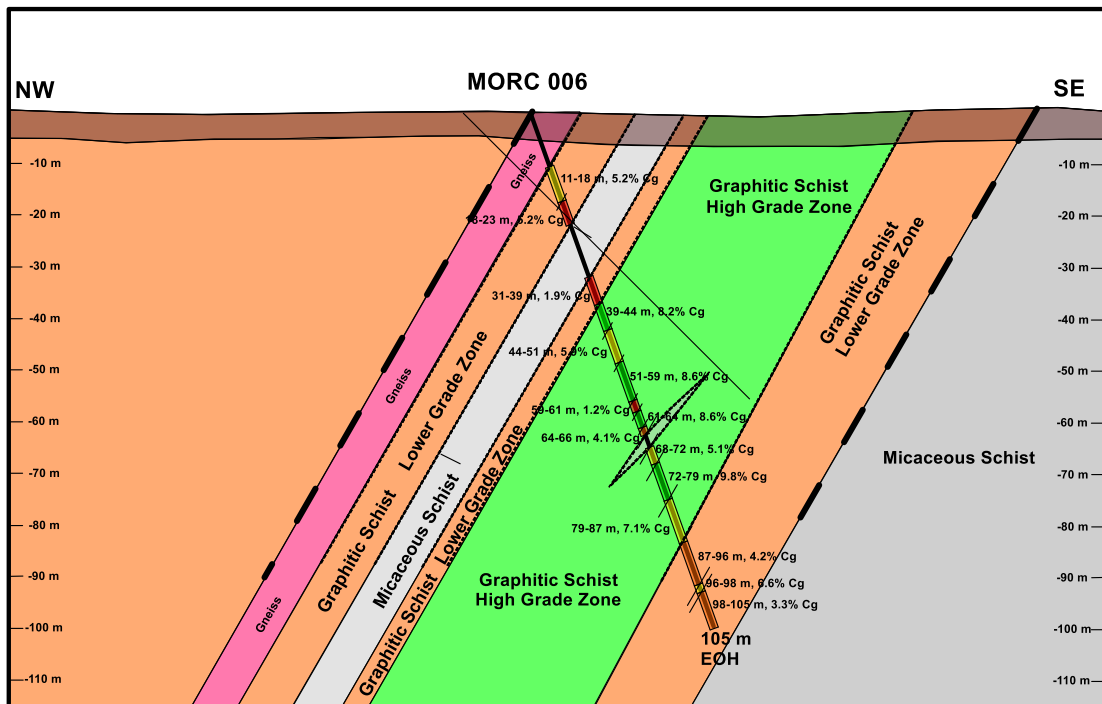 NW
MORC 006
SE
-10 m
-10 m
-20 m
-20 m
-30 m
-30 m
-40 m
-40 m
-50 m
-50 m
-60 m
-60 m
-70 m
-70 m
-80 m
-80 m
-90 m
-90 m
-100 m
-100 m
-110 m
-110 m
Gneiss
Gneiss
Gneiss
11-18 m, 5.2% Cg
-23 m, 5.2% Cg
31-39 m, 1.9% Cg
39-44 m, 8.2% Cg
44-51 m, 5.9% Cg
51-59 m, 8.6% Cg
59-61 m, 1.2% Cg
61-64 m, 8.6% Cg
64-66 m, 4.1% Cg
68-72 m, 5.1% Cg
72-79 m, 9.8% Cg
79-87 m, 7.1% Cg
87-96 m, 4.2% Cg
96-98 m, 6.6% Cg
98-105 m, 3.3% Cg
105 m
EOH
Graphitic Schist
High Grade Zone
Graphitic Schist
Lower Grade Zone
Micaceous Schist
Graphitic Schist
High Grade Zone
Graphitic Schist Lower Grade Zone
Micaceous Schist
Graphitic Schist Lower Grade Zone